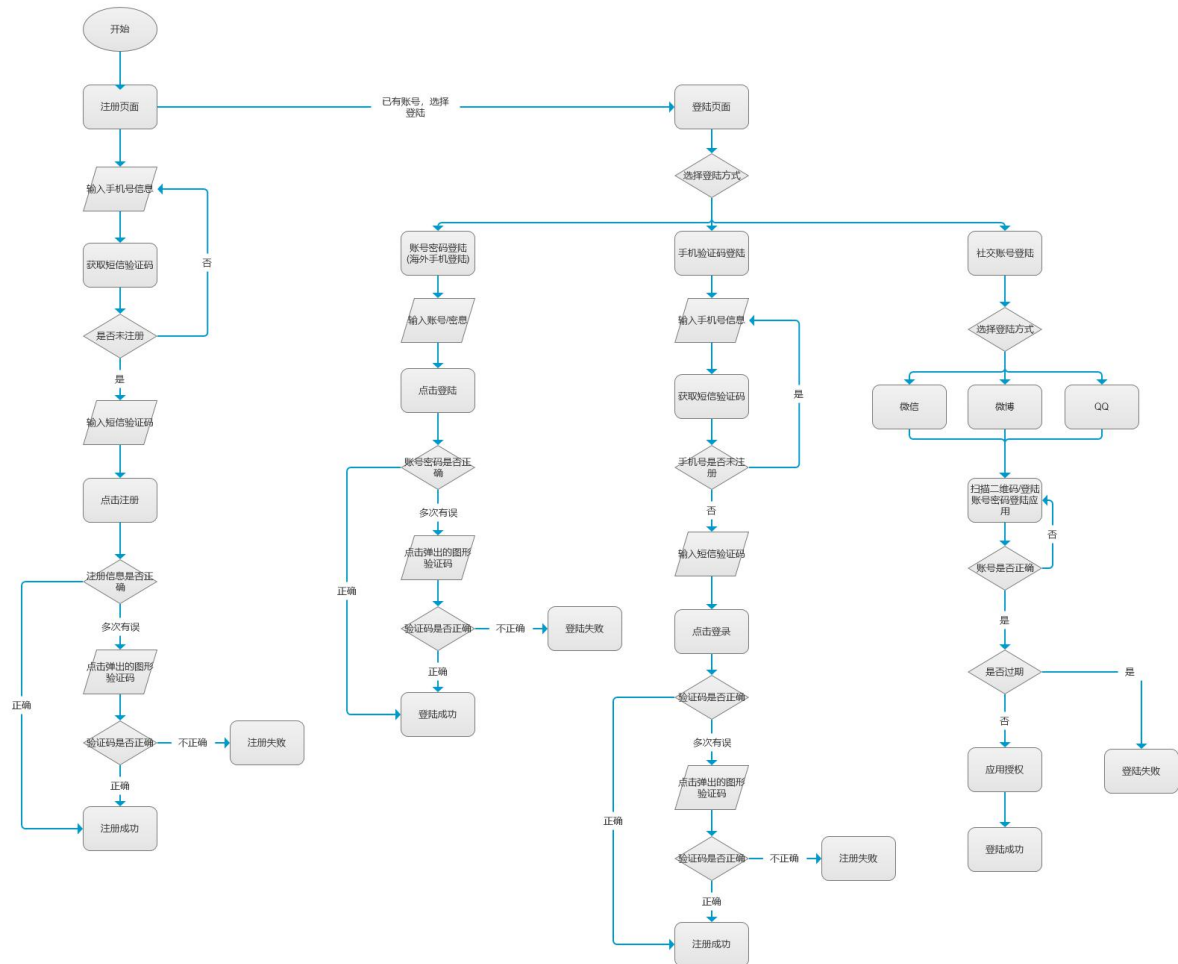 开始
注册页面
已有账号，选择
登陆
登陆页面
输入手机号信息
选择登陆方式
获取短信验证码
否
是否未注册
是
输入短信验证码
点击注册
注册信息是否正
确
多次有误
正确
点击弹出的图形
验证码
验证码是否正确
不正确
注册失败
正确
注册成功
账号密码登陆
(海外手机登陆)
输入账号/密息
点击登陆
账号密码是否正
确
多次有误
正确
点击弹出的图形
验证码
验证码是否正确
不正确
登陆失败
正确
登陆成功
手机验证码登陆
输入手机号信息
获取短信验证码
是
手机号是否未注
册
否
输入短信验证码
点击登录
验证码是否正确
多次有误
正确
点击弹出的图形
验证码
验证码是否正确
不正确
注册失败
正确
注册成功
社交账号登陆
选择登陆方式
微信
微博
QQ
扫描二维码/登陆
账号密码登陆应
用
否
账号是否正确
是
是否过期
是
否
应用授权
登陆失败
登陆成功